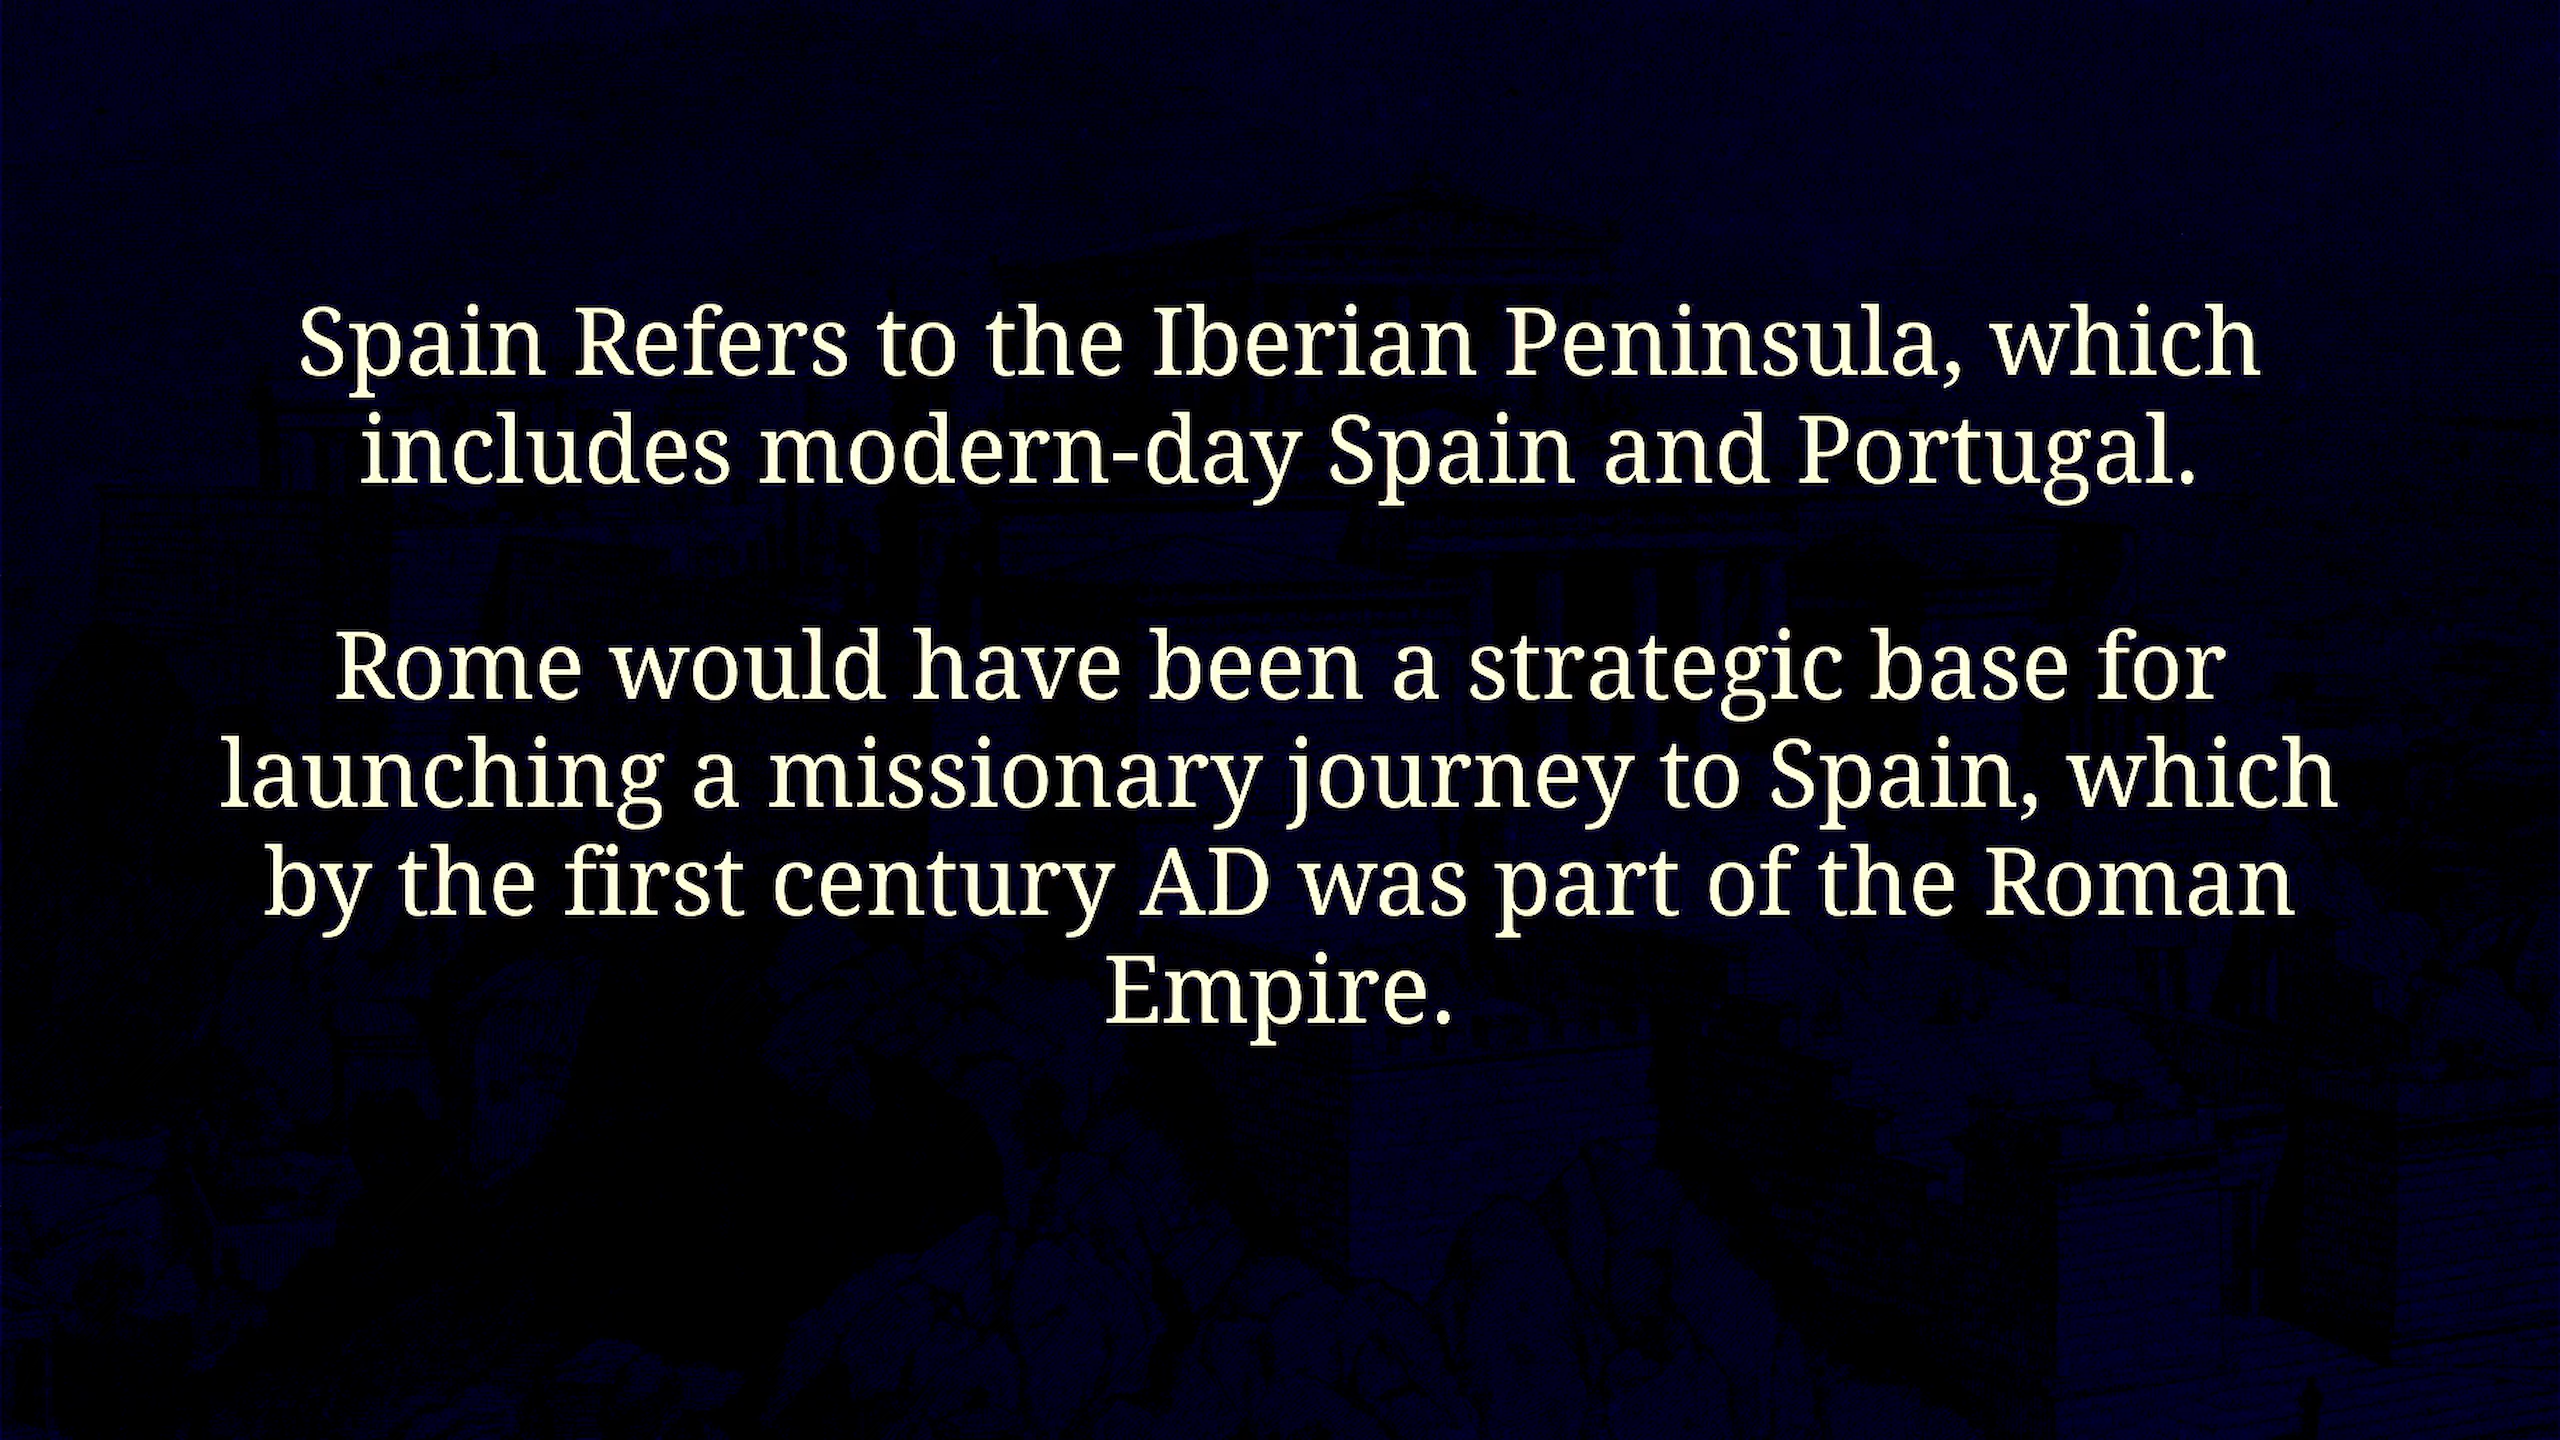 Spain Refers to the Iberian Peninsula, which
includes modern-day Spain and Portugal.
Rome would have been a strategic base for
launching a missionary journey to Spain, which
by the first century AD was part of the Roman
Empire.